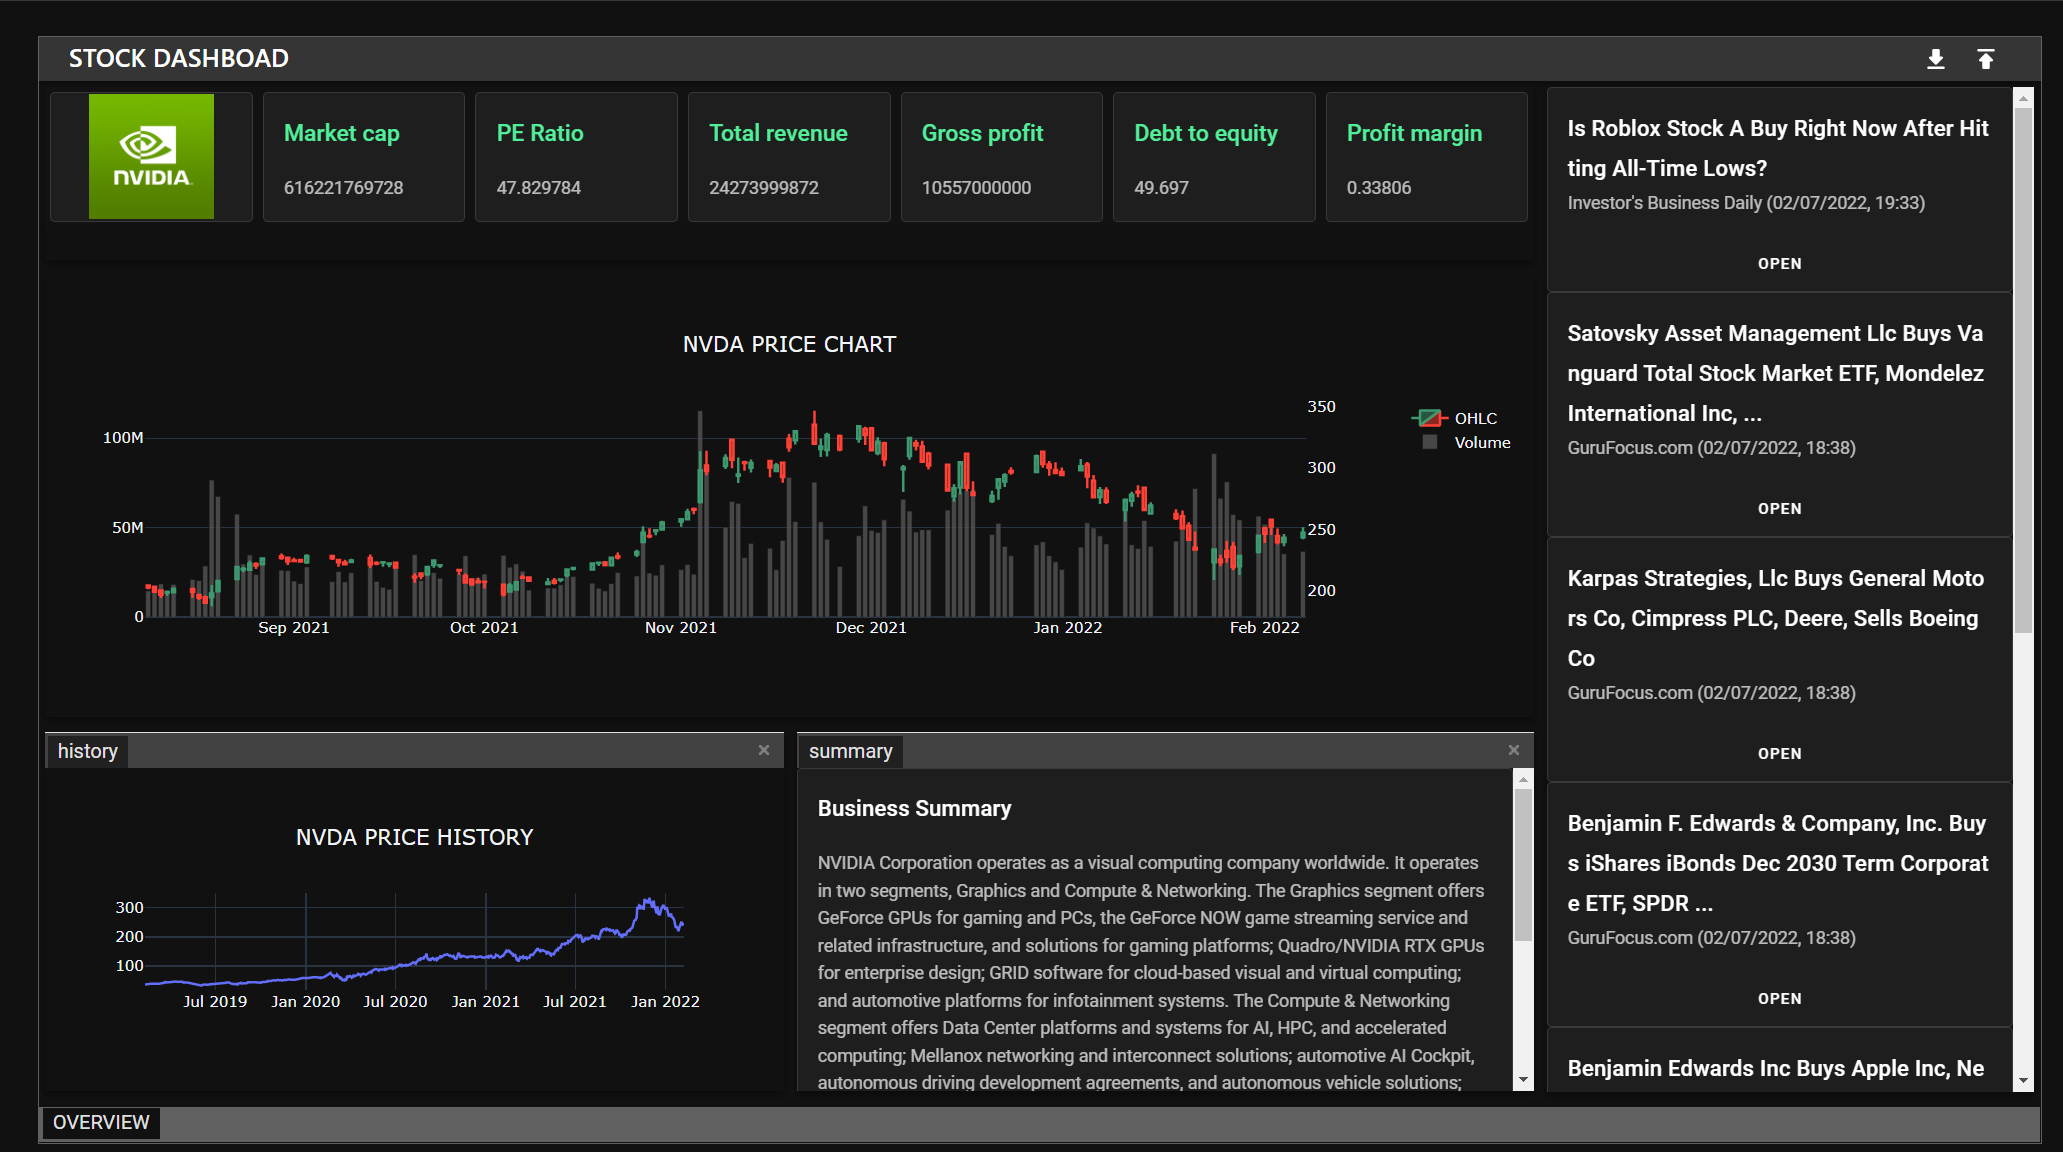 STOCK DASHBOAD
NVIDIA.
Market cap
616221769728
PE Ratio
47.829784
Total revenue
24273999872
Gross profit
10557000000
Debt to equity
49.697
Profit margin
0.33806
NVDA PRICE CHART
100M
50M
0
350
300
250
200
Sep 2021
Oct 2021
Nov 2021
Dec 2021
Jan 2022
Feb 2022
OHLC
Volume
history
NVDA PRICE HISTORY
300
200
100
Jul 2019
Jan 2020
Jul 2020
Jan 2021
Jul 2021
Jan 2022
summary
Business Summary
NVIDIA Corporation operates as a visual computing company worldwide. It operates
in two segments, Graphics and Compute & Networking. The Graphics segment offers
GeForce GPUs for gaming and PCs, the GeForce NOW game streaming service and
related infrastructure, and solutions for gaming platforms; Quadro/NVIDIA RTX GPUs
for enterprise design; GRID software for cloud-based visual and virtual computing;
and automotive platforms for infotainment systems. The Compute & Networking
segment offers Data Center platforms and systems for AI, HPC, and accelerated
computing; Mellanox networking and interconnect solutions; automotive AI Cockpit,
autonomous driving development agreements, and autonomous vehicle solutions;
Is Roblox Stock A Buy Right Now After Hit
ting All-Time Lows?
Investor's Business Daily (02/07/2022, 19:33)
OPEN
Satovsky Asset Management Llc Buys Va
nguard Total Stock Market ETF, Mondelez
International Inc, ...
GuruFocus.com (02/07/2022, 18:38)
OPEN
Karpas Strategies, Llc Buys General Moto
rs Co, Cimpress PLC, Deere, Sells Boeing
Co
GuruFocus.com (02/07/2022, 18:38)
OPEN
Benjamin F. Edwards & Company, Inc. Buy
s iShares iBonds Dec 2030 Term Corporat
e ETF, SPDR ...
GuruFocus.com (02/07/2022, 18:38)
OPEN
Benjamin Edwards Inc Buys Apple Inc, Ne
OVERVIEW